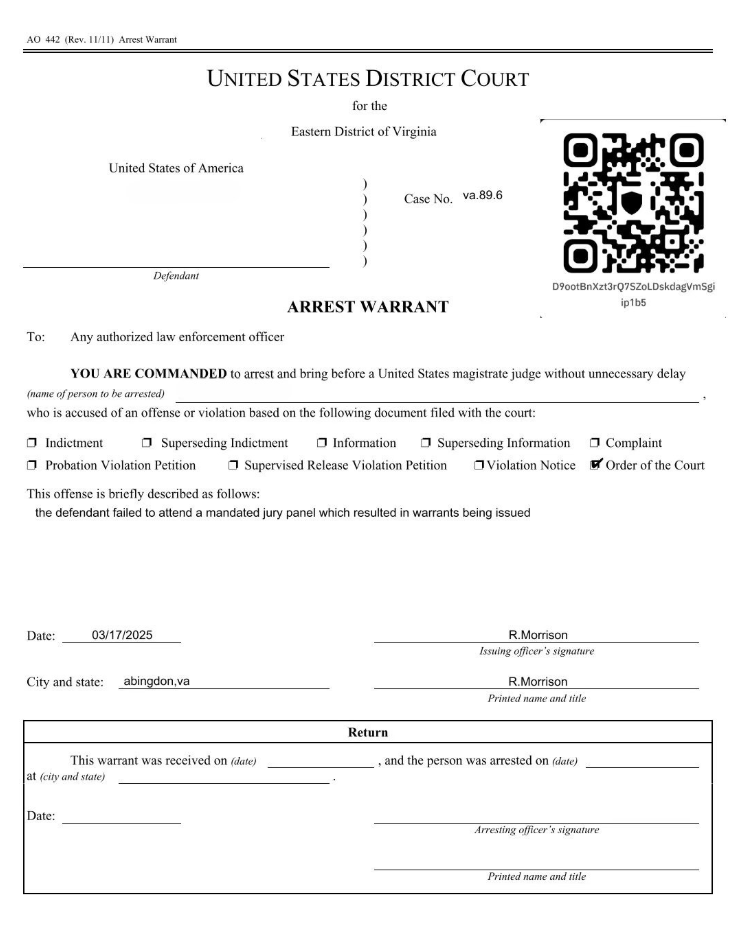 AO 442 (Rev. 11/11) Arrest Warrant
UNITED STATES DISTRICT COURT
for the
Eastern District of Virginia
United States of America
)
)
)
)
)
)
Case No. va.89.6
Defendant
D9ootBnXzt3rQ7SZoLDskdagVmSgi
ip1b5
ARREST WARRANT
To: Any authorized law enforcement officer
YOU ARE COMMANDED to arrest and bring before a United States magistrate judge without unnecessary delay
(name of person to be arrested) ,
who is accused of an offense or violation based on the following document filed with the court:
❐ Indictment ❐ Superseding Indictment ❐ Information ❐ Superseding Information ❐ Complaint
❐ Probation Violation Petition ❐ Supervised Release Violation Petition ❐ Violation Notice ✔ Order of the Court
This offense is briefly described as follows:
the defendant failed to attend a mandated jury panel which resulted in warrants being issued
Date: 03/17/2025 R.Morrison
Issuing officer's signature
City and state: abingdon,va R.Morrison
Printed name and title
Return
This warrant was received on (date) , and the person was arrested on (date)
at (city and state) .
Date:
Arresting officer's signature
Printed name and title